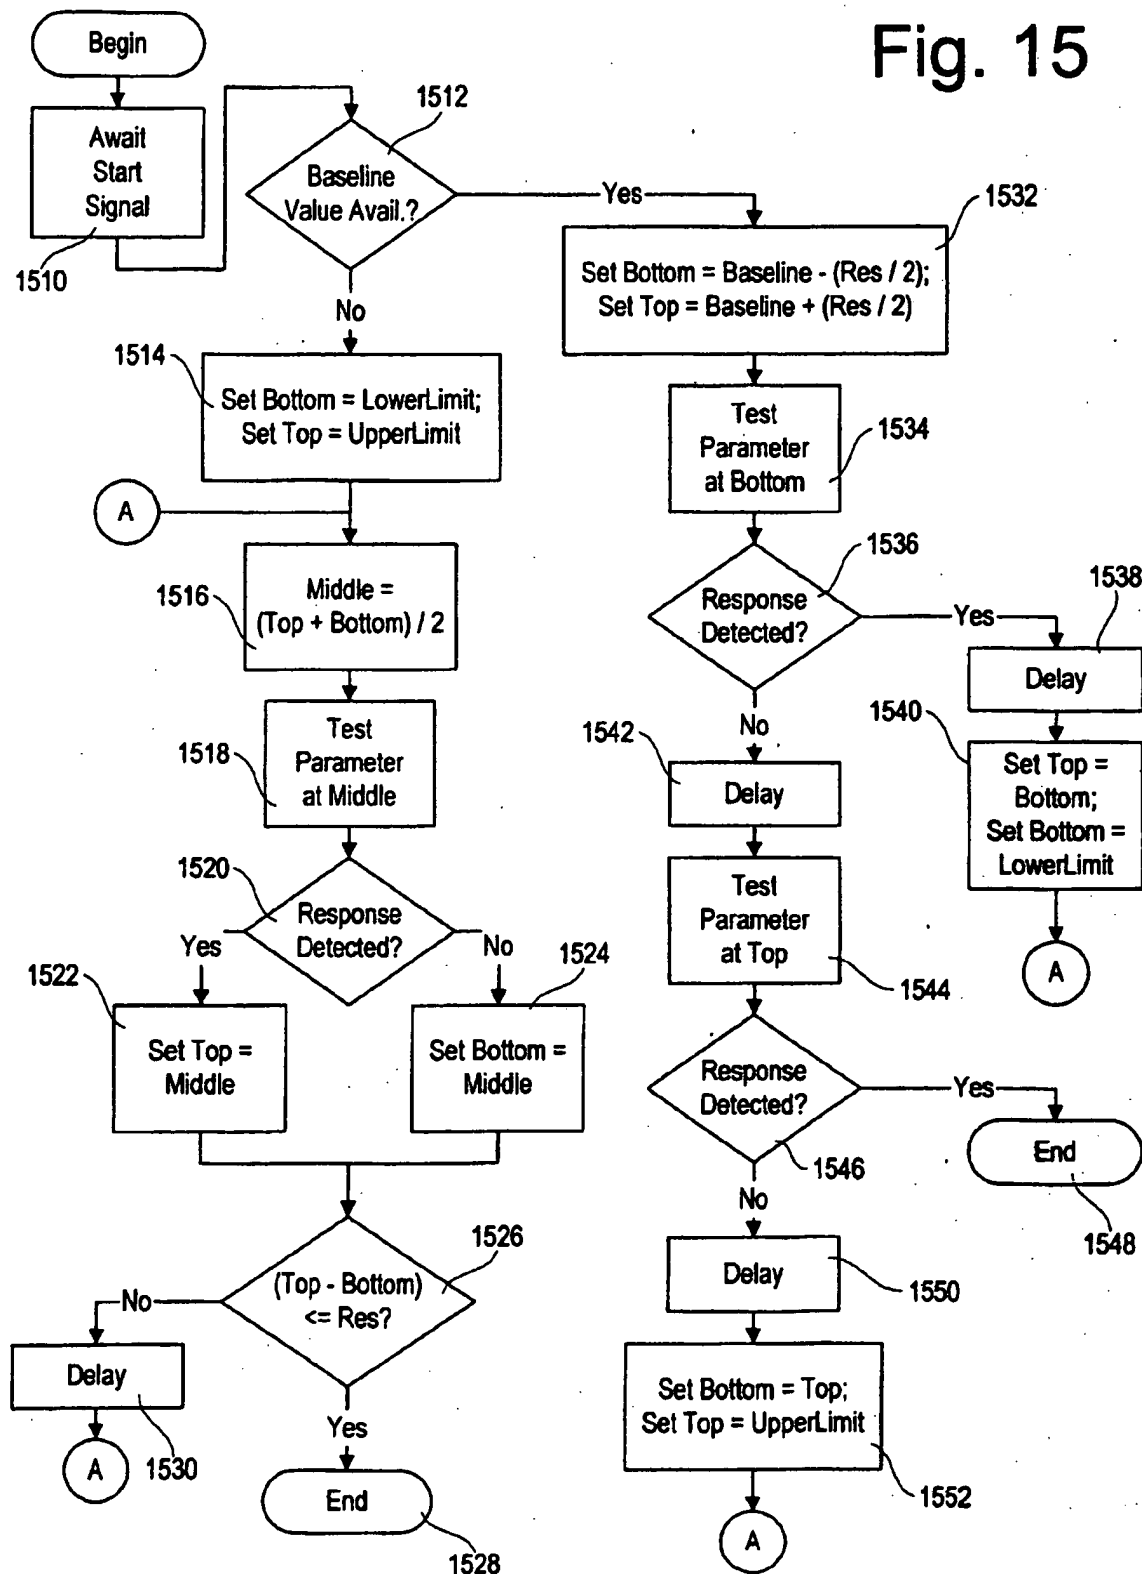 Fig. 15
Begin
Await
Start
Signal
1510
1512
Baseline
Value Avail.?
Yes
No
1514
Set Bottom = LowerLimit;
Set Top = UpperLimit
A
1516
Middle =
(Top + Bottom) / 2
1518
Test
Parameter
at Middle
1520
Response
Detected?
Yes
No
1522
Set Top =
Middle
1524
Set Bottom =
Middle
1526
(Top - Bottom)
<= Res?
No
Delay
1530
A
Yes
End
1528
1532
Set Bottom = Baseline - (Res / 2);
Set Top = Baseline + (Res / 2)
Test
Parameter
at Bottom
1534
1536
Response
Detected?
Yes
1538
Delay
1540
Set Top =
Bottom;
Set Bottom =
LowerLimit
A
No
1542
Delay
Test
Parameter
at Top
1544
Response
Detected?
1546
Yes
End
1548
No
Delay
1550
Set Bottom = Top;
Set Top = UpperLimit
1552
A